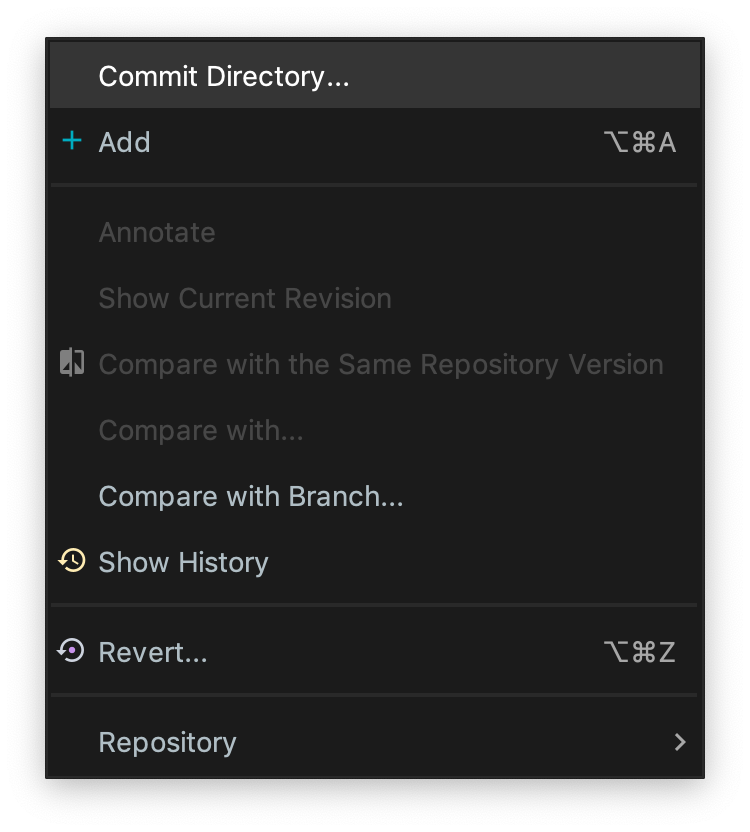 Commit Directory...
Add ⌥⌘A
Annotate
Show Current Revision
Compare with the Same Repository Version
Compare with...
Compare with Branch...
Show History
Revert... ⌥⌘Z
Repository